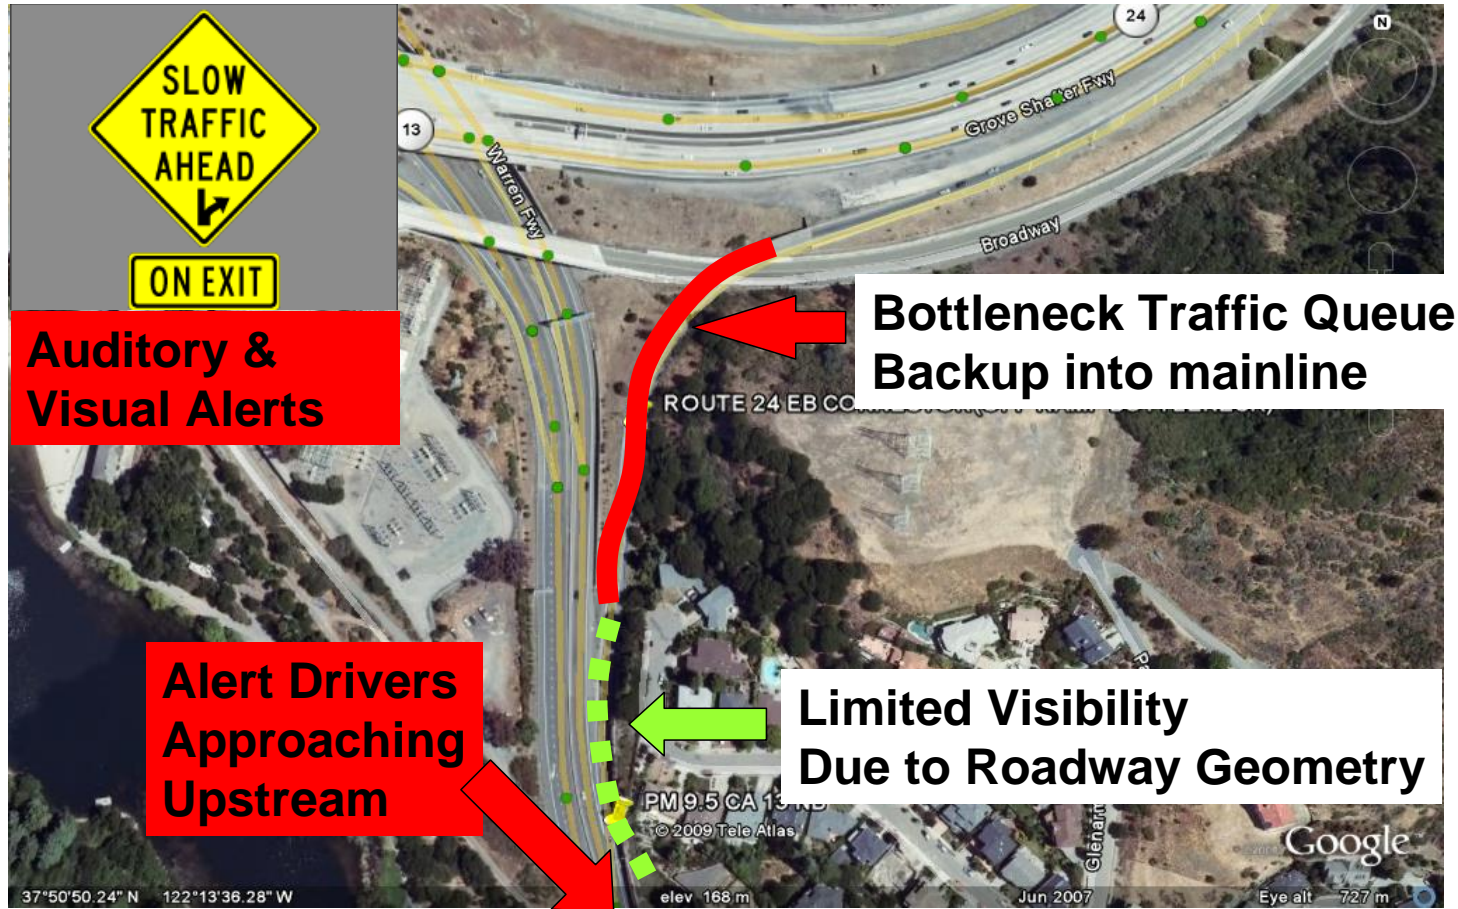 SLOW
TRAFFIC
AHEAD
ON EXIT
Auditory &
Visual Alerts
24
N
13
Grove Shafter Fwy
Warren Fwy
Broadway
Bottleneck Traffic Queue
Backup into mainline
ROUTE 24 EB
Alert Drivers
Approaching
Upstream
Limited Visibility
Due to Roadway Geometry
PM 9.5 CA 13 NB
© 2009 Tele Atlas
Google
37°50'50.24" N 122°13'36.28" W
elev 168 m
Jun 2007
Eye alt 727 m